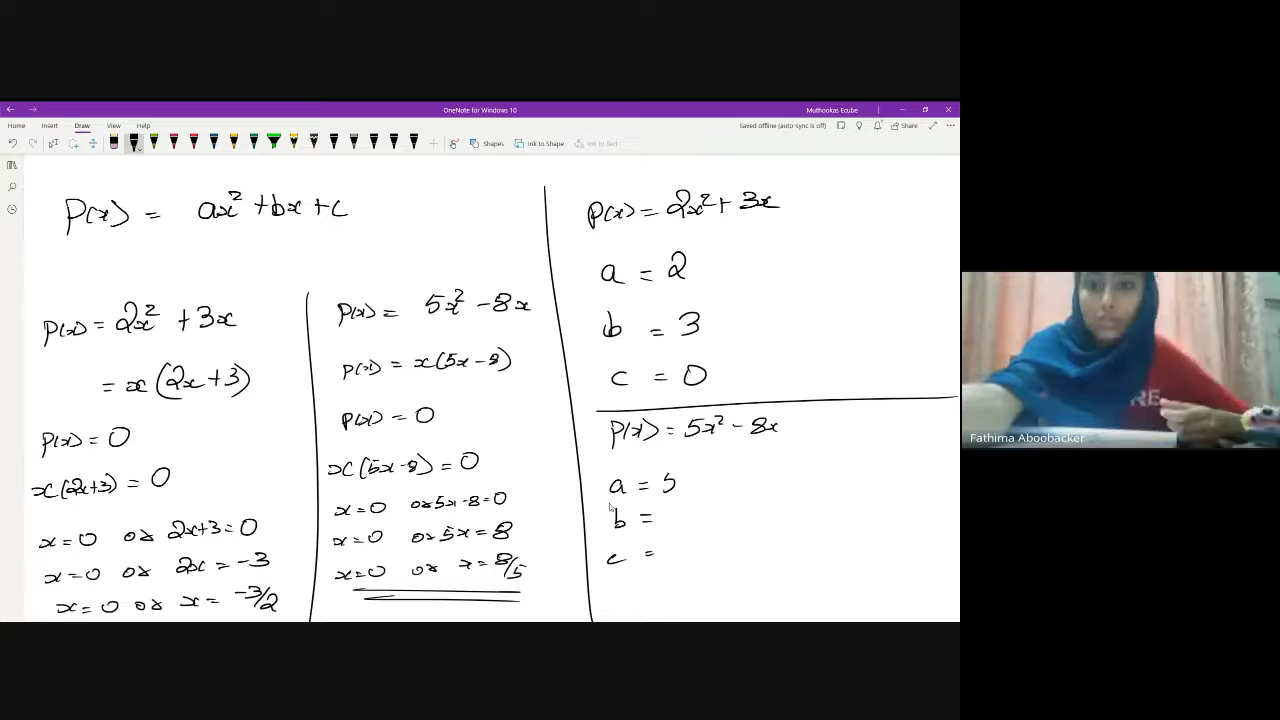 OneNote for Windows 10
Muthookas Ecube
Home Insert Draw View Help
Saved offline (auto-sync is off)
Share
Shapes
Ink to Shape
Ink to Text
P(x) = ax² + bx + c
P(x) = 2x² + 3x
= x(2x + 3)
P(x) = 0
x(2x+3) = 0
x = 0 or 2x+3 = 0
x = 0 or 2x = -3
x = 0 or x = -3/2
P(x) = 5x² - 8x
P(x) = x(5x - 8)
P(x) = 0
x(5x-8) = 0
x = 0 or 5x-8 = 0
x = 0 or 5x = 8
x = 0 or x = 8/5
P(x) = 2x² + 3x
a = 2
b = 3
c = 0
P(x) = 5x² - 8x
a = 5
b =
c =
RE
Fathima Aboobacker